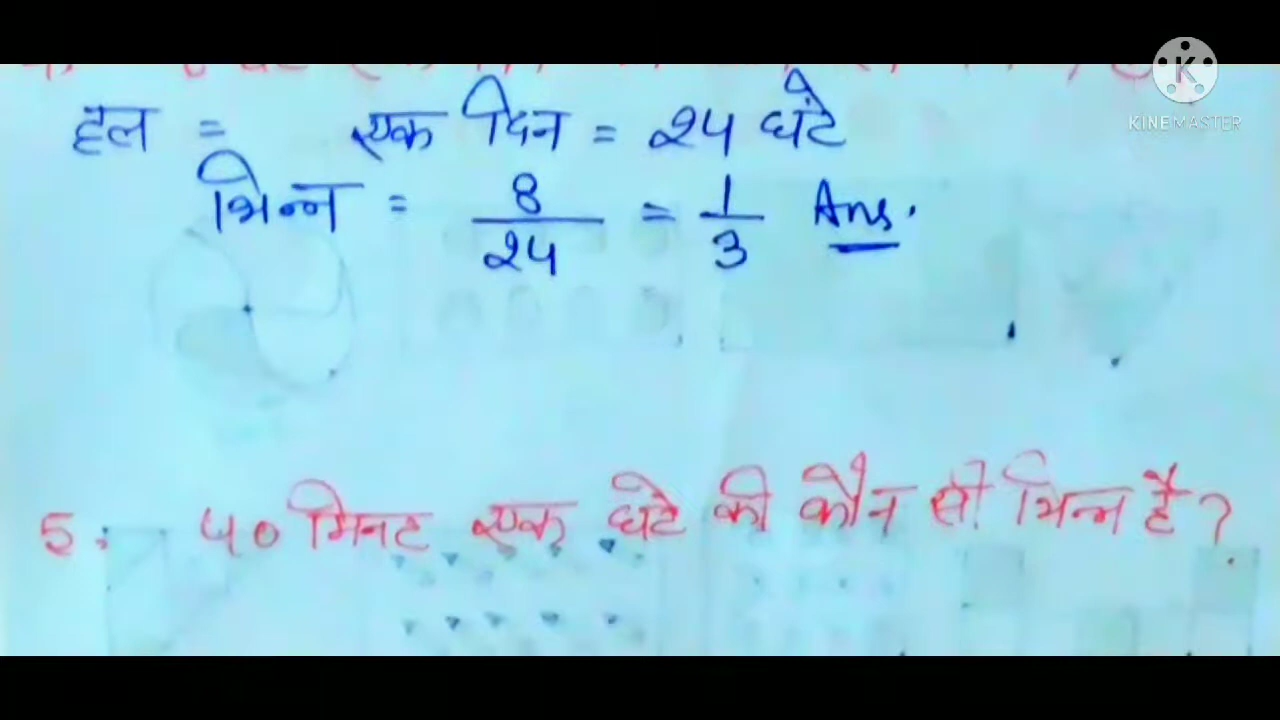 हल = एक दिन = 24 घंटे
भिन्न = 8/24 = 1/3 Ans.
5. 40 मिनट एक घंटे की कौन सी भिन्न है?
KINEMASTER